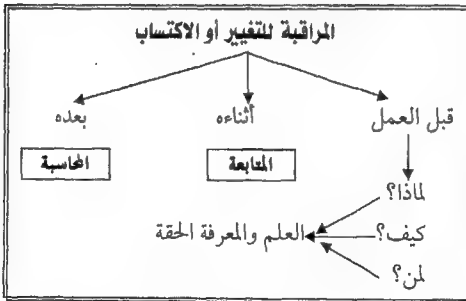 المراقبة للتغيير أو الاكتساب
قبل العمل أثناءه بعده
المتابعة المحاسبة
لماذا؟
كيف؟ العلم والمعرفة الحقة
لمن؟